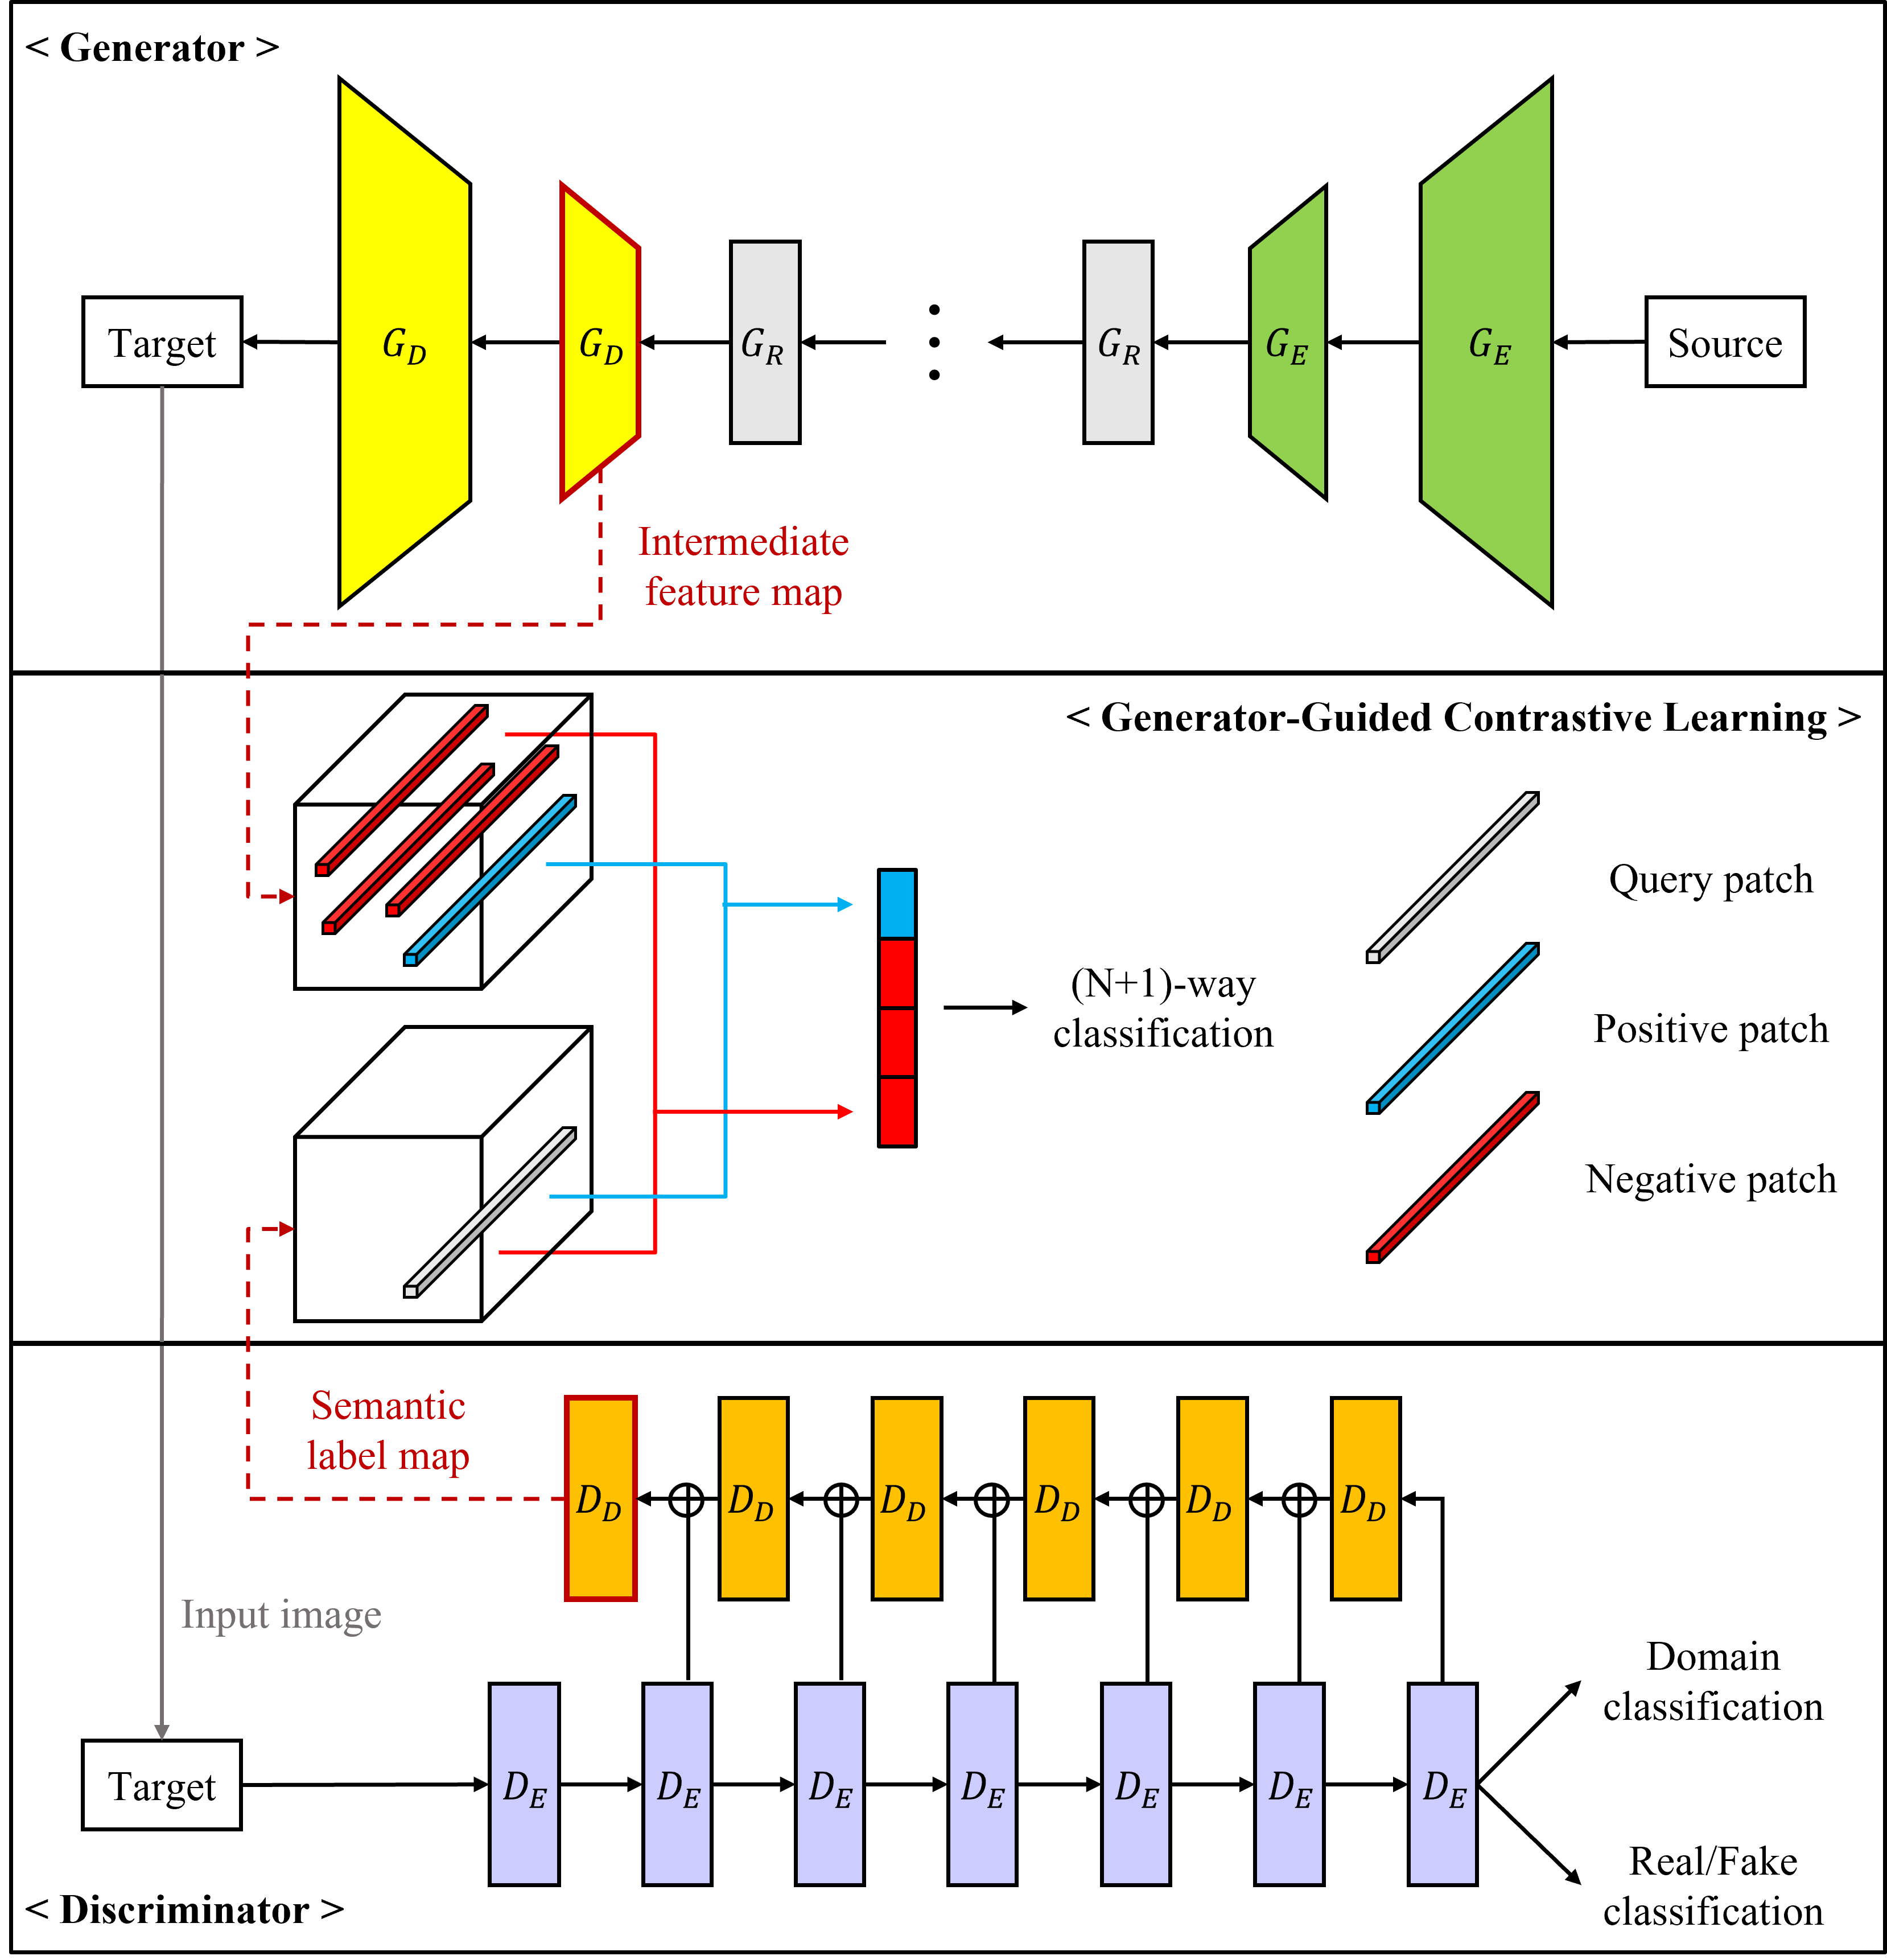 < Generator >
Target
G_D
G_D
G_R
G_R
G_E
G_E
Source
Intermediate
feature map
< Generator-Guided Contrastive Learning >
Query patch
(N+1)-way
classification
Positive patch
Negative patch
Semantic
label map
D_D
D_D
D_D
D_D
D_D
D_D
Input image
Domain
classification
Target
D_E
D_E
D_E
D_E
D_E
D_E
D_E
Real/Fake
classification
< Discriminator >